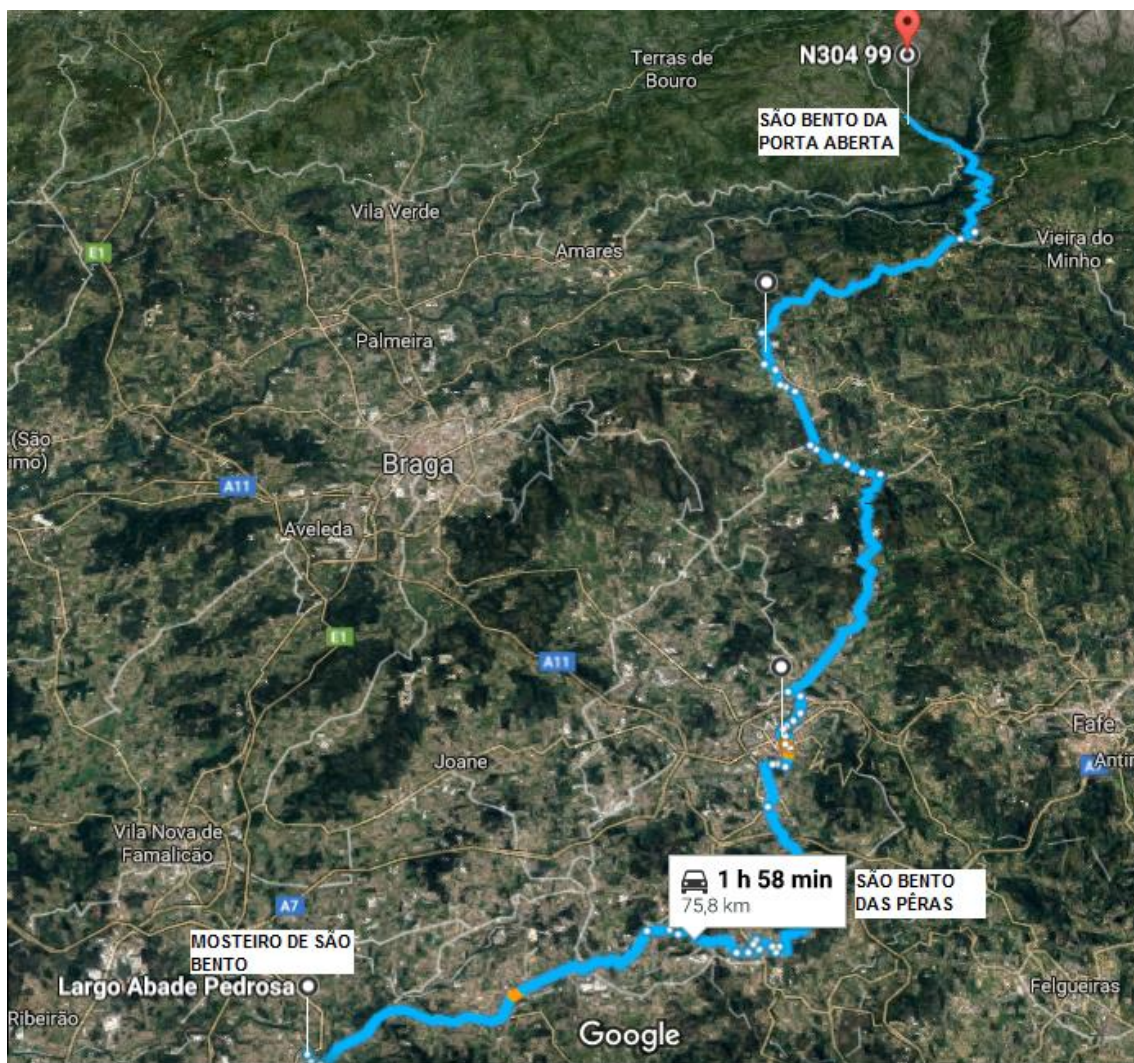 N304 99
Terras de
Bouro
SÃO BENTO DA
PORTA ABERTA
Vila Verde
E1
Amares
Vieira do
Minho
Palmeira
(São
imó)
Braga
A11
Aveleda
E1
A11
Fafe
Joane
Antir
Vila Nova de
Famalicão
1 h 58 min
75,8 km
SÃO BENTO
DAS PÊRAS
A7
MOSTEIRO DE SÃO
BENTO
Largo Abade Pedrosa
Felgueiras
Ribeirão
Google